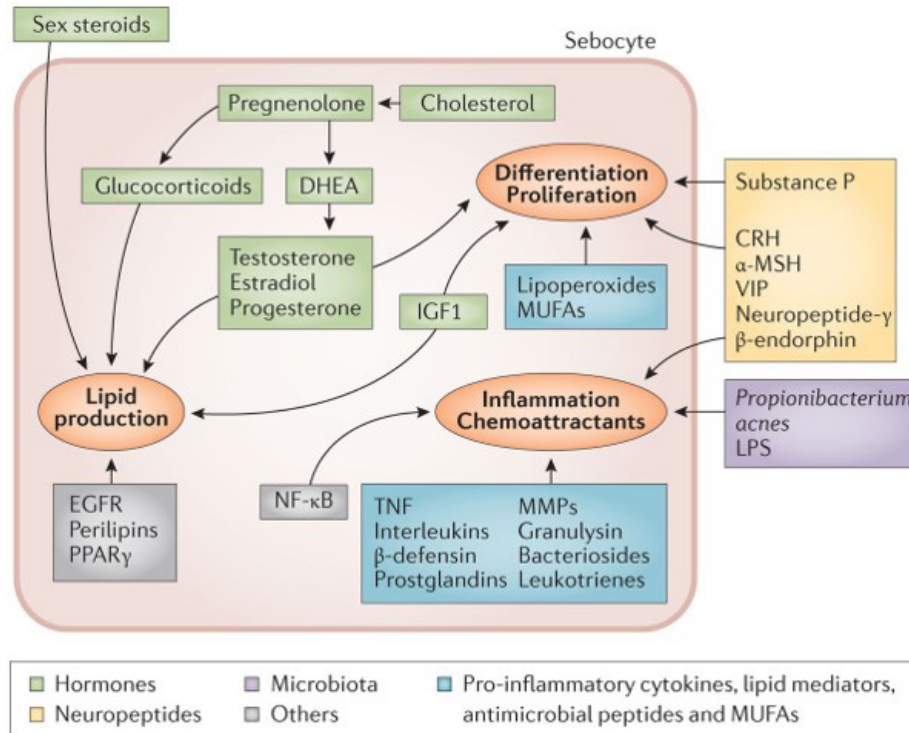 Sex steroids
Sebocyte
Pregnenolone
Cholesterol
Glucocorticoids
DHEA
Differentiation
Proliferation
Substance P
CRH
α-MSH
VIP
Neuropeptide-γ
β-endorphin
Testosterone
Estradiol
Progesterone
IGF1
Lipoperoxides
MUFAs
Lipid
production
Inflammation
Chemoattractants
Propionibacterium
acnes
LPS
EGFR
Perilipins
PPARγ
NF-κB
TNF
Interleukins
β-defensin
Prostglandins
MMPs
Granulysin
Bacteriosides
Leukotrienes
Hormones
Neuropeptides
Microbiota
Others
Pro-inflammatory cytokines, lipid mediators,
antimicrobial peptides and MUFAs